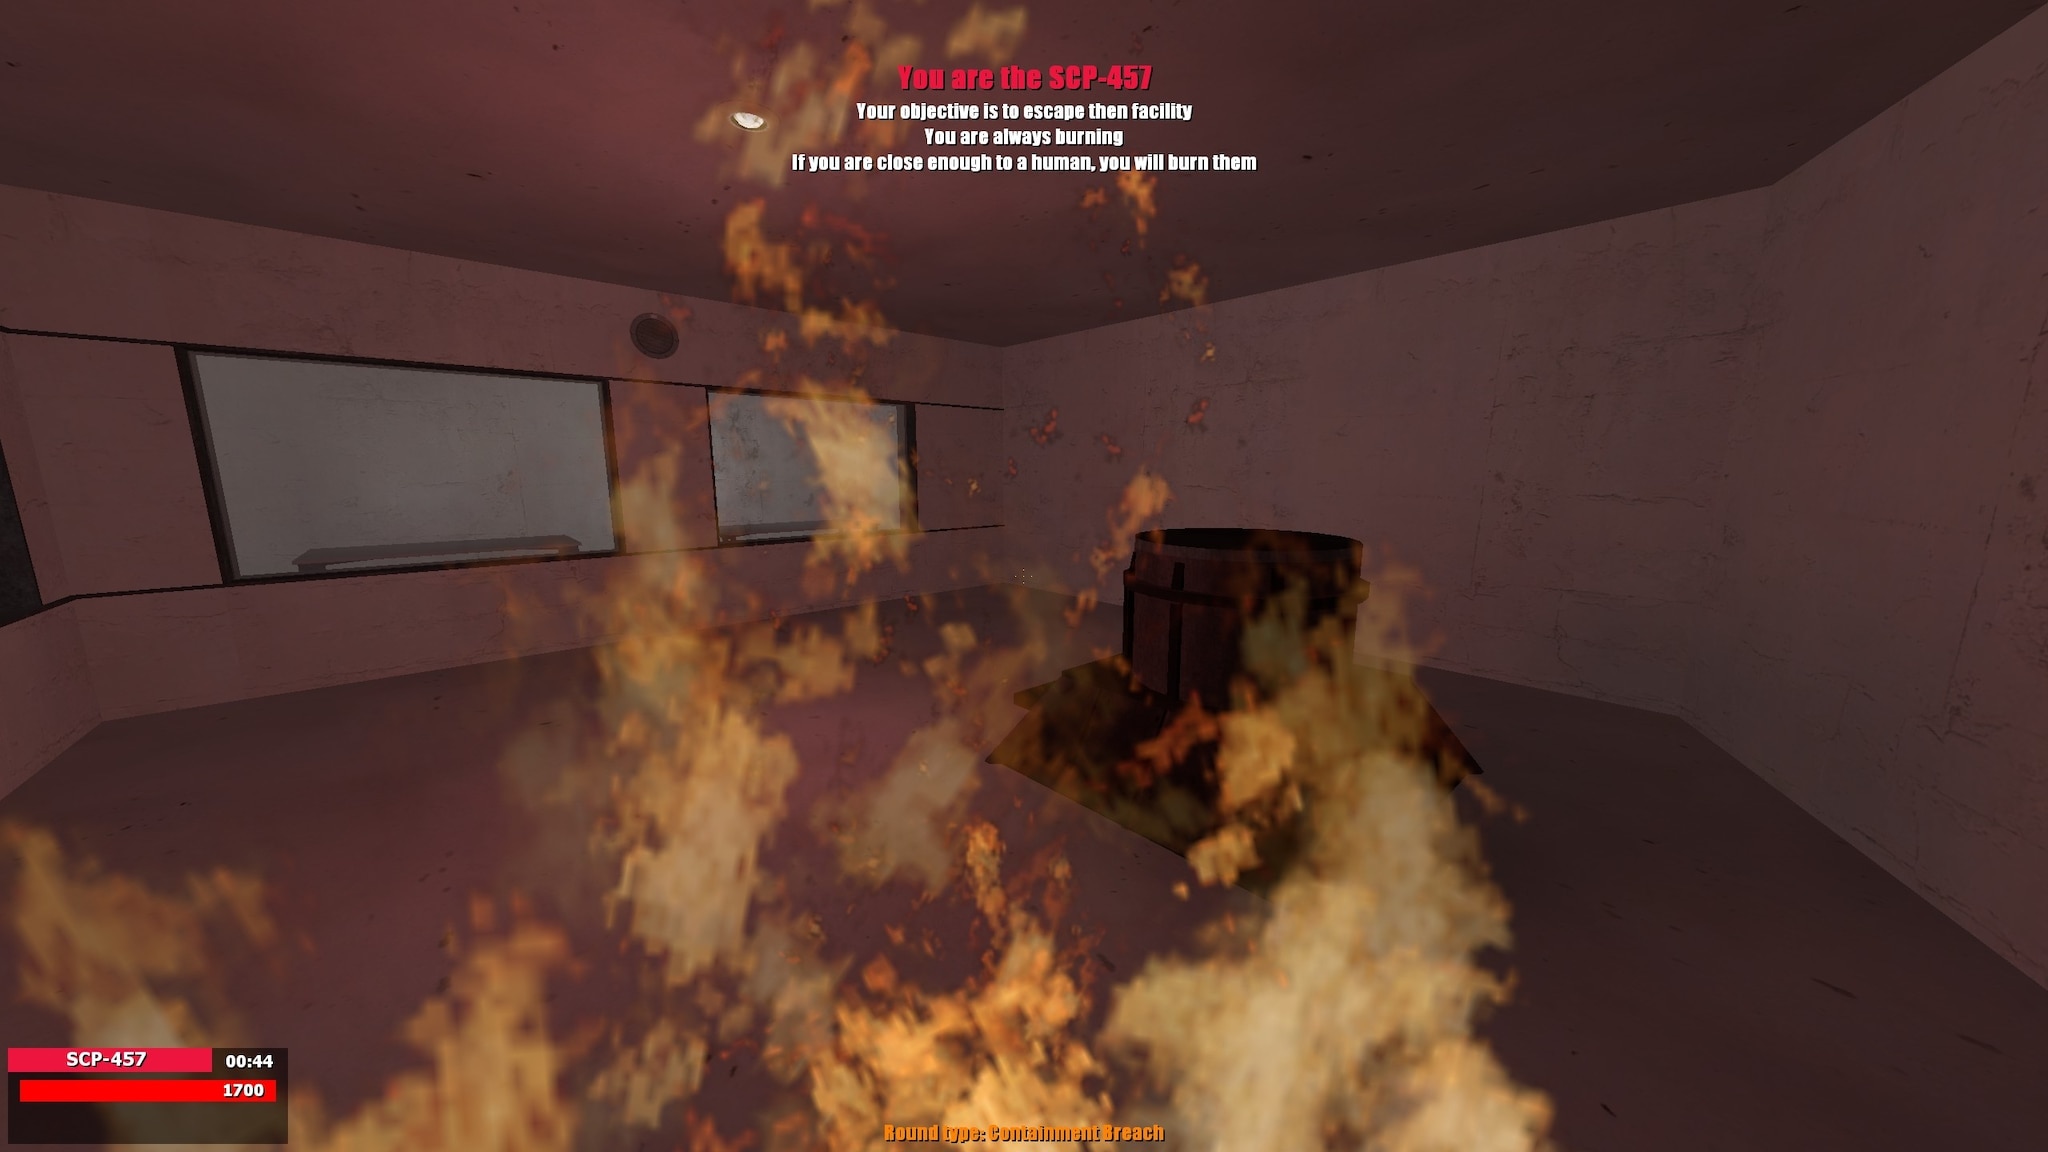 You are the SCP-457
Your objective is to escape then facility
You are always burning
If you are close enough to a human, you will burn them
SCP-457
00:44
1700
Round type: Containment Breach